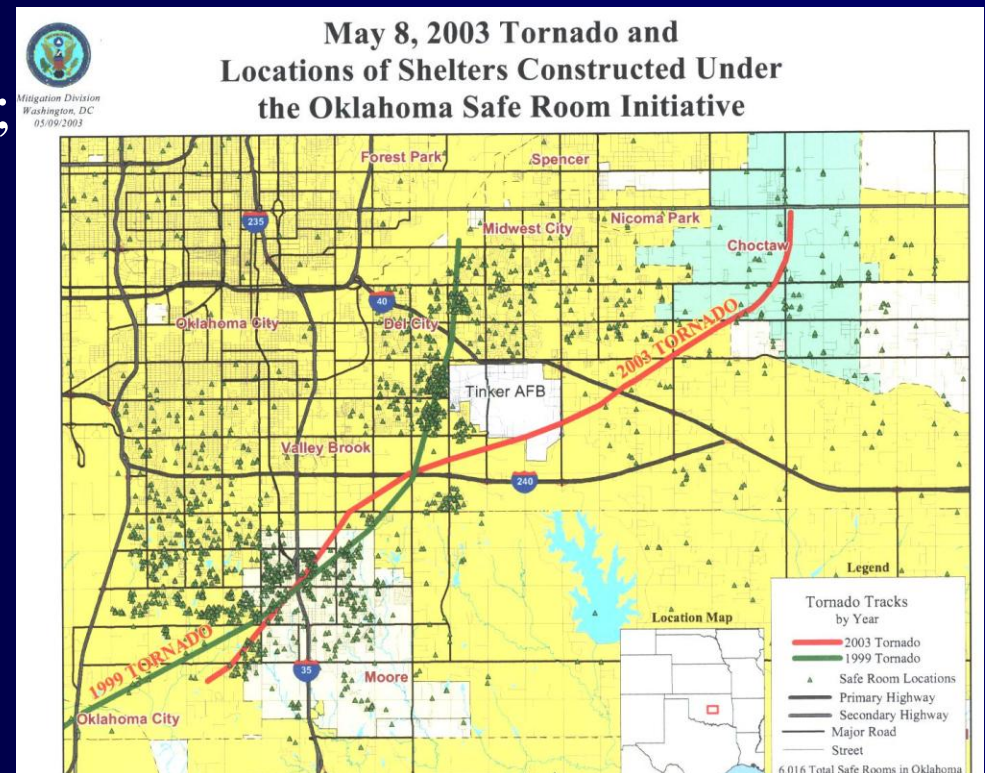 ;
Mitigation Division
Washington, DC
05/09/2003
May 8, 2003 Tornado and
Locations of Shelters Constructed Under
the Oklahoma Safe Room Initiative
Forest Park
Spencer
235
Nicoma Park
Midwest City
Choctaw
40
Oklahoma City
Del City
2003 TORNADO
Tinker AFB
Valley Brook
240
1999 TORNADO
35
Moore
Oklahoma City
Location Map
Legend
Tornado Tracks
by Year
2003 Tornado
1999 Tornado
Safe Room Locations
Primary Highway
Secondary Highway
Major Road
Street
6,016 Total Safe Rooms in Oklahoma